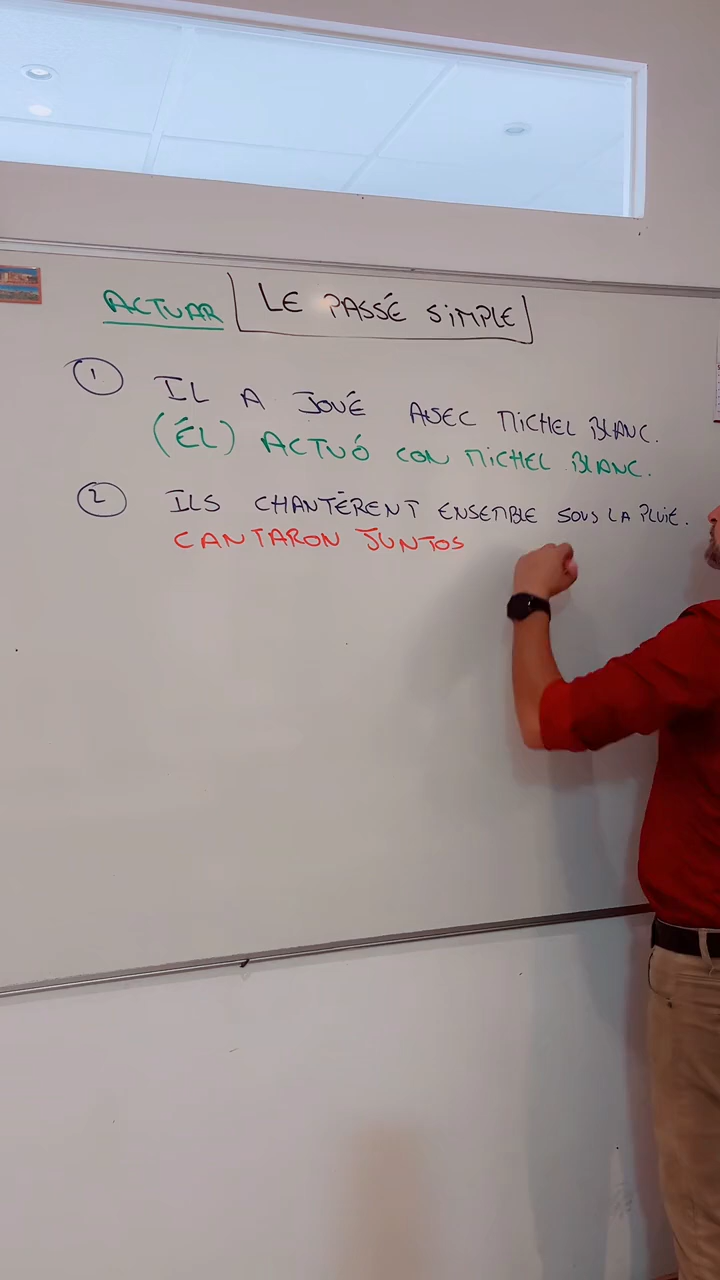 ACTUAR LE PASSÉ SIMPLE
1 IL A JOUÉ AVEC MICHEL BLANC.
(ÉL) ACTUÓ CON MICHEL BLANC.
2 ILS CHANTÈRENT ENSEMBLE SOUS LA PLUIE.
CANTARON JUNTOS